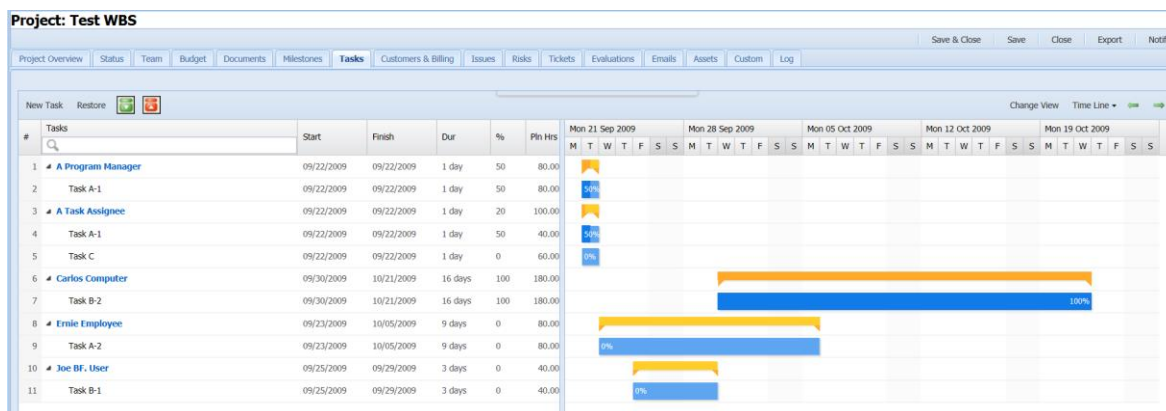 Project: Test WBS
Save & Close Save Close Export Notif
Project Overview Status Team Budget Documents Milestones Tasks Customers & Billing Issues Risks Tickets Evaluations Emails Assets Custom Log
New Task Restore Change View Time Line
# Tasks Start Finish Dur % Pln Hrs Mon 21 Sep 2009 Mon 28 Sep 2009 Mon 05 Oct 2009 Mon 12 Oct 2009 Mon 19 Oct 2009
M T W T F S S M T W T F S S M T W T F S S M T W T F S S M T W T F S S
1 A Program Manager 09/22/2009 09/22/2009 1 day 50 80.00
2 Task A-1 09/22/2009 09/22/2009 1 day 50 80.00 50%
3 A Task Assignee 09/22/2009 09/22/2009 1 day 20 100.00
4 Task A-1 09/22/2009 09/22/2009 1 day 50 40.00 50%
5 Task C 09/22/2009 09/22/2009 1 day 0 60.00 0%
6 Carlos Computer 09/30/2009 10/21/2009 16 days 100 180.00
7 Task B-2 09/30/2009 10/21/2009 16 days 100 180.00 100%
8 Ernie Employee 09/23/2009 10/05/2009 9 days 0 80.00
9 Task A-2 09/23/2009 10/05/2009 9 days 0 80.00 0%
10 Joe BF. User 09/25/2009 09/29/2009 3 days 0 40.00
11 Task B-1 09/25/2009 09/29/2009 3 days 0 40.00 0%